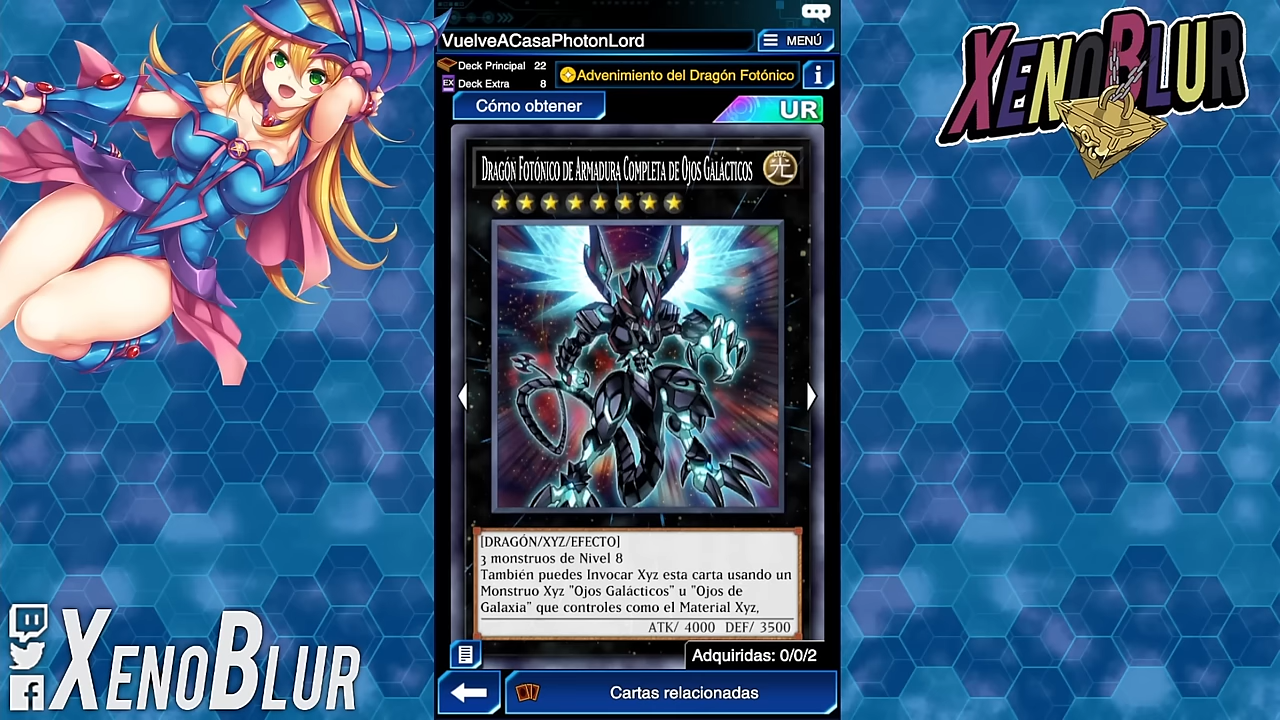 VuelveACasaPhotonLord
MENÚ
Deck Principal 22
EX Deck Extra 8
Advenimiento del Dragón Fotónico
i
Cómo obtener
UR
DRAGÓN FOTÓNICO DE ARMADURA COMPLETA DE OJOS GALÁCTICOS
LUZ
光
[DRAGÓN/XYZ/EFECTO]
3 monstruos de Nivel 8
También puedes Invocar Xyz esta carta usando un
Monstruo Xyz "Ojos Galácticos" u "Ojos de
Galaxia" que controles como el Material Xyz,
ATK/ 4000 DEF/ 3500
Adquiridas: 0/0/2
Cartas relacionadas
XENOBLUR
XENOBLUR